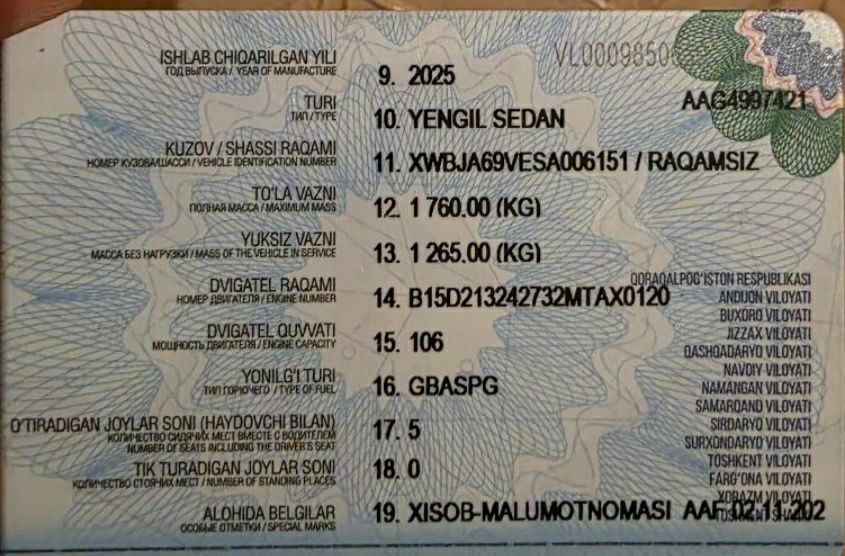 ISHLAB CHIQARILGAN YILI
ГОД ВЫПУСКА / YEAR OF MANUFACTURE
9. 2025
VL0009850
AAG4997421
TURI
ТИП / TYPE
10. YENGIL SEDAN
KUZOV / SHASSI RAQAMI
НОМЕР КУЗОВА/ШАССИ / VEHICLE IDENTIFICATION NUMBER
11. XWBJA69VESA006151 / RAQAMSIZ
TO'LA VAZNI
ПОЛНАЯ МАССА / MAXIMUM MASS
12. 1 760.00 (KG)
YUKSIZ VAZNI
МАССА БЕЗ НАГРУЗКИ / MASS OF THE VEHICLE IN SERVICE
13. 1 265.00 (KG)
DVIGATEL RAQAMI
НОМЕР ДВИГАТЕЛЯ / ENGINE NUMBER
14. B15D213242732MTAX0120
DVIGATEL QUVVATI
МОЩНОСТЬ ДВИГАТЕЛЯ / ENGINE CAPACITY
15. 106
YONILG'I TURI
ТИП ГОРЮЧЕГО / TYPE OF FUEL
16. GBASPG
O'TIRADIGAN JOYLAR SONI (HAYDOVCHI BILAN)
КОЛИЧЕСТВО СИДЯЧИХ МЕСТ ВМЕСТЕ С ВОДИТЕЛЕМ
NUMBER OF SEATS INCLUDING THE DRIVER'S SEAT
17. 5
TIK TURADIGAN JOYLAR SONI
КОЛИЧЕСТВО СТОЯЧИХ МЕСТ / NUMBER OF STANDING PLACES
18. 0
ALOHIDA BELGILAR
ОСОБЫЕ ОТМЕТКИ / SPECIAL MARKS
19. XISOB-MALUMOTNOMASI AAF 02.11.202
QORAQALPOG'ISTON RESPUBLIKASI
ANDIJON VILOYATI
BUXORO VILOYATI
JIZZAX VILOYATI
QASHQADARYO VILOYATI
NAVOIY VILOYATI
NAMANGAN VILOYATI
SAMARQAND VILOYATI
SIRDARYO VILOYATI
SURXONDARYO VILOYATI
TOSHKENT VILOYATI
FARG'ONA VILOYATI
XORAZM VILOYATI